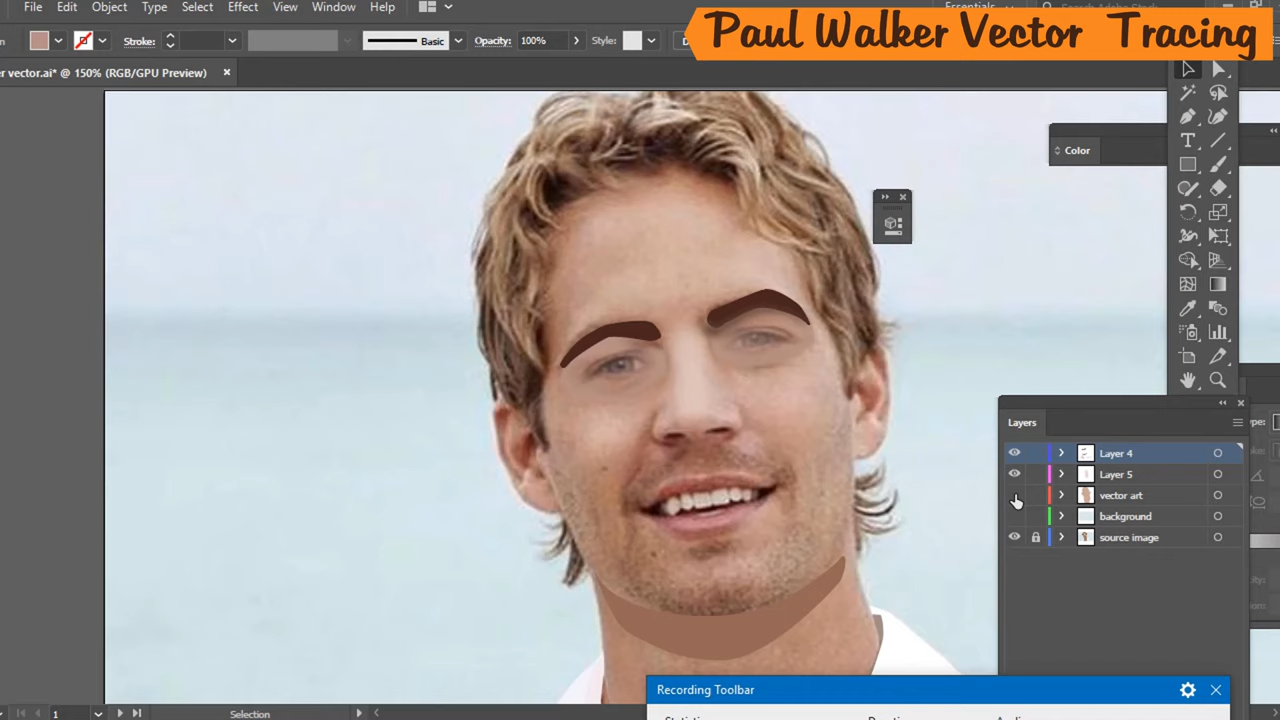 File Edit Object Type Select Effect View Window Help
Paul Walker Vector Tracing
Stroke: Basic Opacity: 100% Style:
r vector.ai* @ 150% (RGB/GPU Preview) ×
Color
Layers
Layer 4
Layer 5
vector art
background
source image
Recording Toolbar
1 Selection